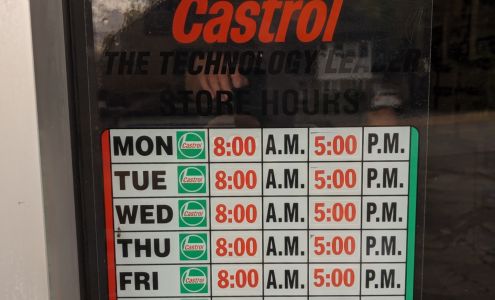 Castrol
THE TECHNOLOGY LEADER
STORE HOURS
MON Castrol 8:00 A.M. 5:00 P.M.
TUE Castrol 8:00 A.M. 5:00 P.M.
WED Castrol 8:00 A.M. 5:00 P.M.
THU Castrol 8:00 A.M. 5:00 P.M.
FRI Castrol 8:00 A.M. 5:00 P.M.